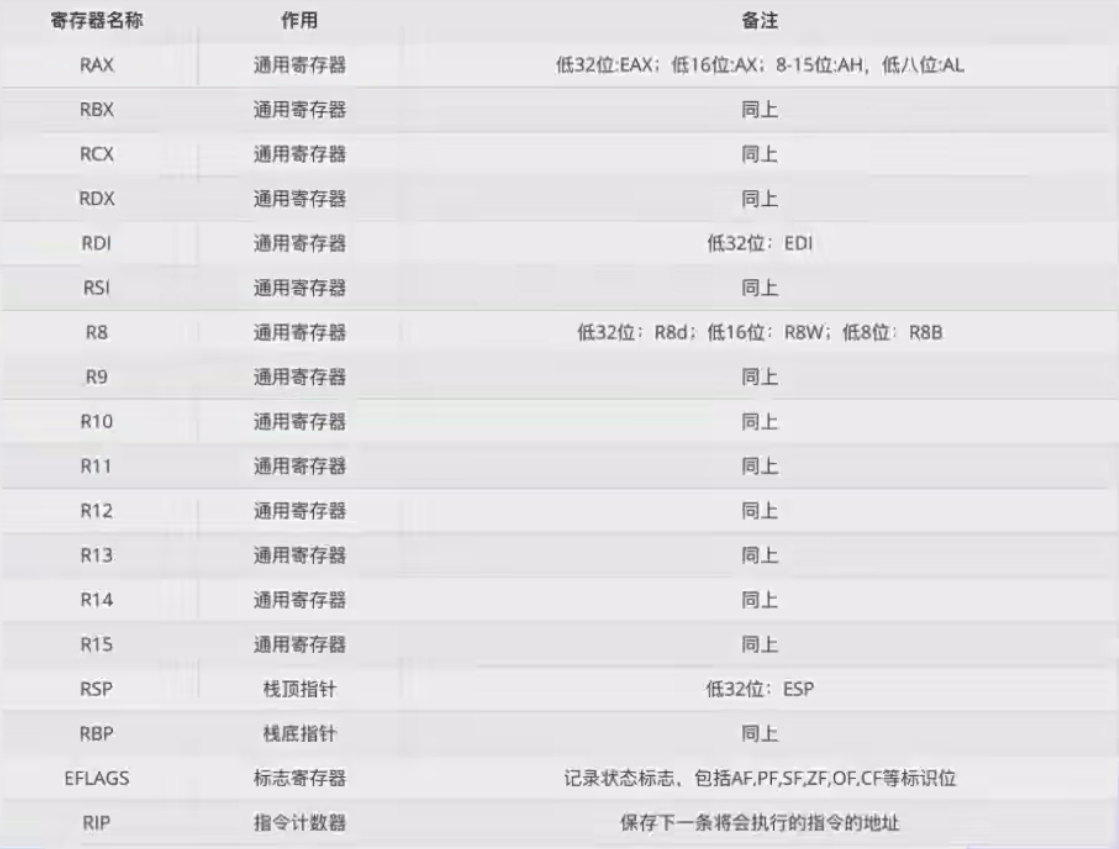 寄存器名称 作用 备注
RAX 通用寄存器 低32位:EAX；低16位:AX；8-15位:AH，低八位:AL
RBX 通用寄存器 同上
RCX 通用寄存器 同上
RDX 通用寄存器 同上
RDI 通用寄存器 低32位：EDI
RSI 通用寄存器 同上
R8 通用寄存器 低32位：R8d；低16位：R8W；低8位：R8B
R9 通用寄存器 同上
R10 通用寄存器 同上
R11 通用寄存器 同上
R12 通用寄存器 同上
R13 通用寄存器 同上
R14 通用寄存器 同上
R15 通用寄存器 同上
RSP 栈顶指针 低32位：ESP
RBP 栈底指针 同上
EFLAGS 标志寄存器 记录状态标志、包括AF,PF,SF,ZF,OF,CF等标识位
RIP 指令计数器 保存下一条将会执行的指令的地址